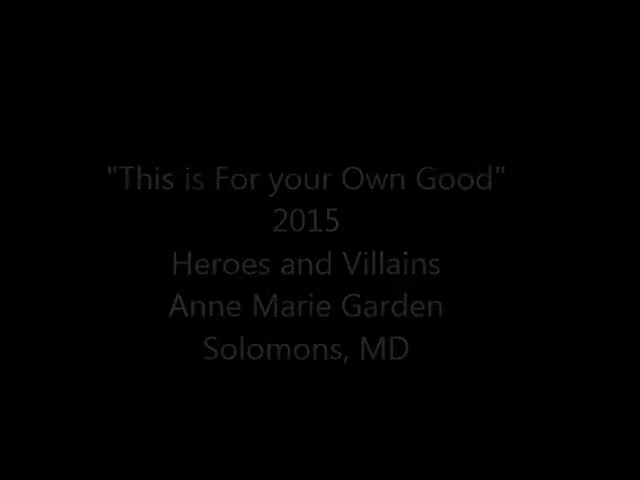 "This is For your Own Good"
2015
Heroes and Villains
Anne Marie Garden
Solomons, MD